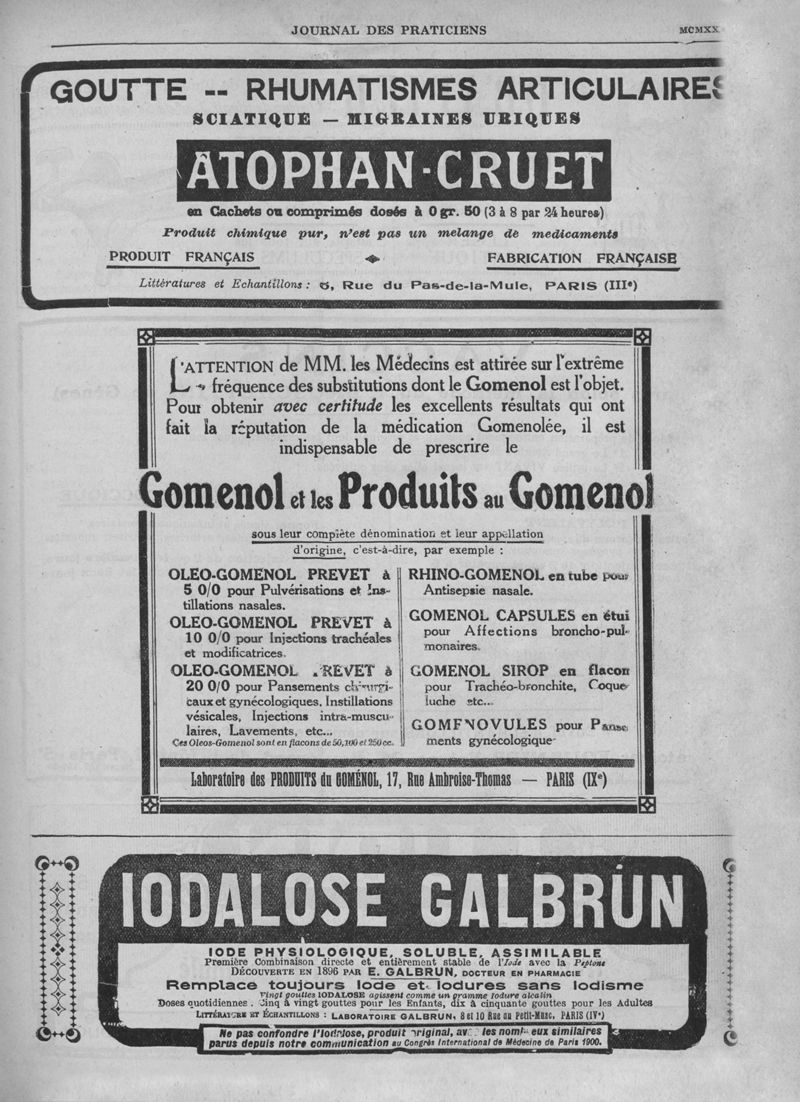 JOURNAL DES PRATICIENS
MCMXX
GOUTTE -- RHUMATISMES ARTICULAIRES
SCIATIQUE — MIGRAINES URIQUES
ATOPHAN-CRUET
en Cachets ou comprimés dosés à 0 gr. 50 (3 à 8 par 24 heures)
Produit chimique pur, n'est pas un melange de medicaments
PRODUIT FRANÇAIS
FABRICATION FRANÇAISE
Littératures et Echantillons : 6, Rue du Pas-de-la-Mule, PARIS (IIIe)
L'ATTENTION de MM. les Médecins est attirée sur l'extrême
fréquence des substitutions dont le Gomenol est l'objet.
Pour obtenir avec certitude les excellents résultats qui ont
fait la réputation de la médication Gomenolée, il est
indispensable de prescrire le
Gomenol et les Produits au Gomenol
sous leur complète dénomination et leur appellation
d'origine, c'est-à-dire, par exemple :
OLEO-GOMENOL PREVET à
5 0/0 pour Pulvérisations et Ins-
tillations nasales.
OLEO-GOMENOL PREVET à
10 0/0 pour Injections trachéales
et modificatrices.
OLEO-GOMENOL PREVET à
20 0/0 pour Pansements chirurgi-
caux et gynécologiques, Instillations
vésicales, Injections intra-muscu-
laires, Lavements, etc...
Ces Oleos-Gomenol sont en flacons de 50, 100 et 250 cc.
RHINO-GOMENOL en tube pour
Antisepsie nasale.
GOMENOL CAPSULES en étui
pour Affections broncho-pul-
monaires.
GOMENOL SIROP en flacon
pour Trachéo-bronchite, Coque
luche etc...
GOMENOVULES pour Panse
ments gynécologique
Laboratoire des PRODUITS du GOMÉNOL, 17, Rue Ambroise-Thomas — PARIS (IXe)
IODALOSE GALBRUN
IODE PHYSIOLOGIQUE, SOLUBLE, ASSIMILABLE
Première Combinaison directe et entièrement stable de l'Iode avec la Peptone
DÉCOUVERTE EN 1896 PAR E. GALBRUN, DOCTEUR EN PHARMACIE
Remplace toujours Iode et Iodures sans Iodisme
Vingt gouttes IODALOSE agissent comme un gramme Iodure alcalin
Doses quotidiennes : Cinq à vingt gouttes pour les Enfants, dix à cinquante gouttes pour les Adultes
LITTÉRATURE ET ÉCHANTILLONS : LABORATOIRE GALBRUN, 8 et 10 Rue du Petit-Musc, PARIS (IVe)
Ne pas confondre l'Iodalose, produit original, avec les nombreux similaires
parus depuis notre communication au Congrès International de Médecine de Paris 1900.